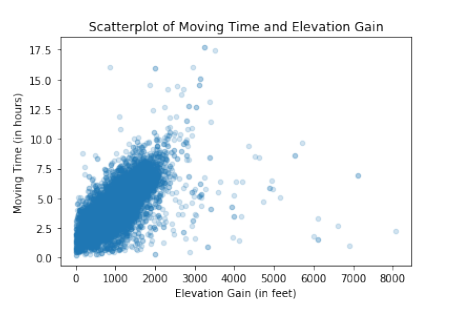 Scatterplot of Moving Time and Elevation Gain
Moving Time (in hours)
17.5
15.0
12.5
10.0
7.5
5.0
2.5
0.0
0 1000 2000 3000 4000 5000 6000 7000 8000
Elevation Gain (in feet)